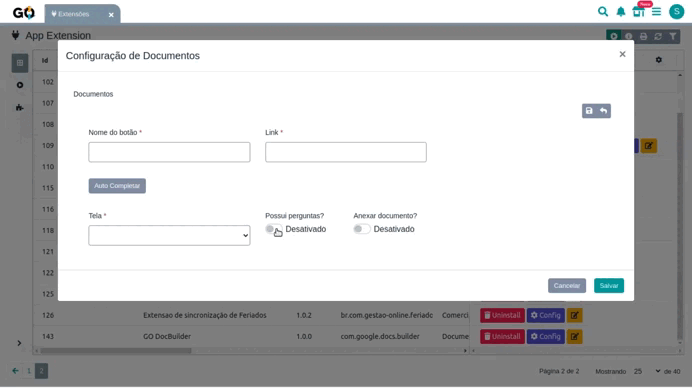 GO
Extensões ×
Novo
S
App Extension
Id
102
107
108
109
110
115
116
118
121
122
125
126 Extensao de sincronização de Feriados 1.0.2 br.com.gestao-online.feriado Comerci Uninstall Config
143 GO DocBuilder 1.0.0 com.google.docs.builder Docume Uninstall Config
Configuração de Documentos ×
Documentos
Nome do botão * Link *
Auto Completar
Tela * Possui perguntas? Anexar documento?
Desativado Desativado
Cancelar Salvar
1 2 Página 2 de 2 Mostrando 25 de 40